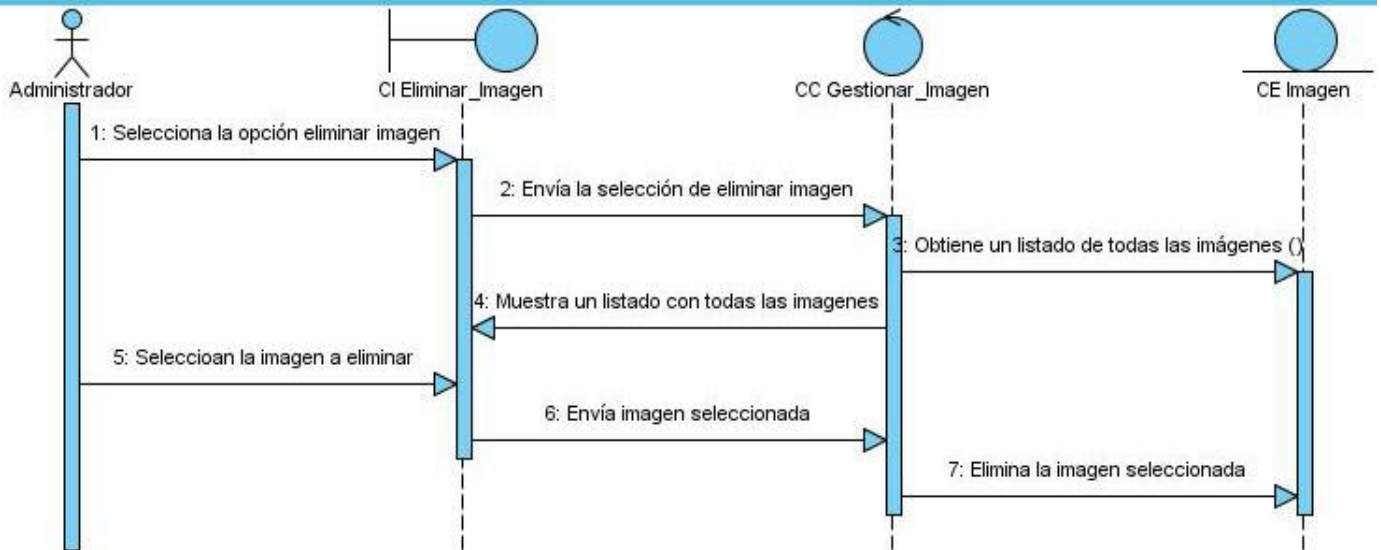 Administrador
CI Eliminar_Imagen
CC Gestionar_Imagen
CE Imagen
1: Selecciona la opción eliminar imagen
2: Envía la selección de eliminar imagen
3: Obtiene un listado de todas las imágenes ()
4: Muestra un listado con todas las imagenes
5: Seleccioan la imagen a eliminar
6: Envía imagen seleccionada
7: Elimina la imagen seleccionada